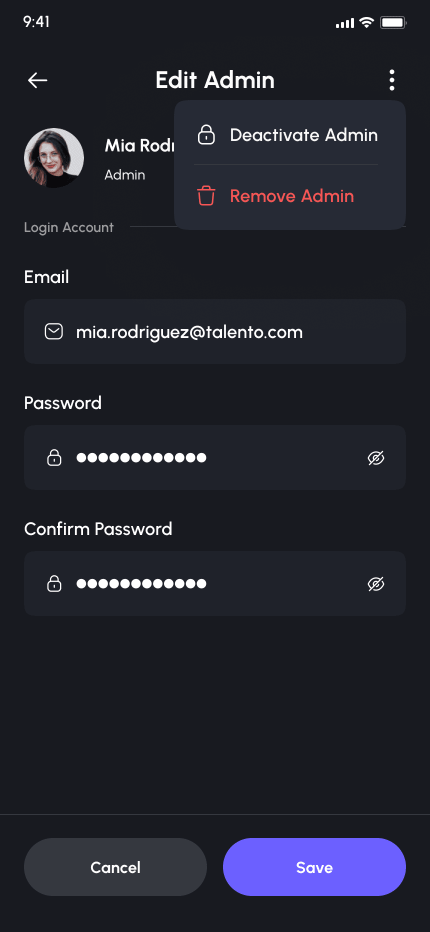 9:41
Edit Admin
Deactivate Admin
Mia
Admin
Remove Admin
Login Account
Email
mia.rodriguez@talento.com
Password
●●●●●●●●●●●●
Confirm Password
●●●●●●●●●●●●
Cancel
Save